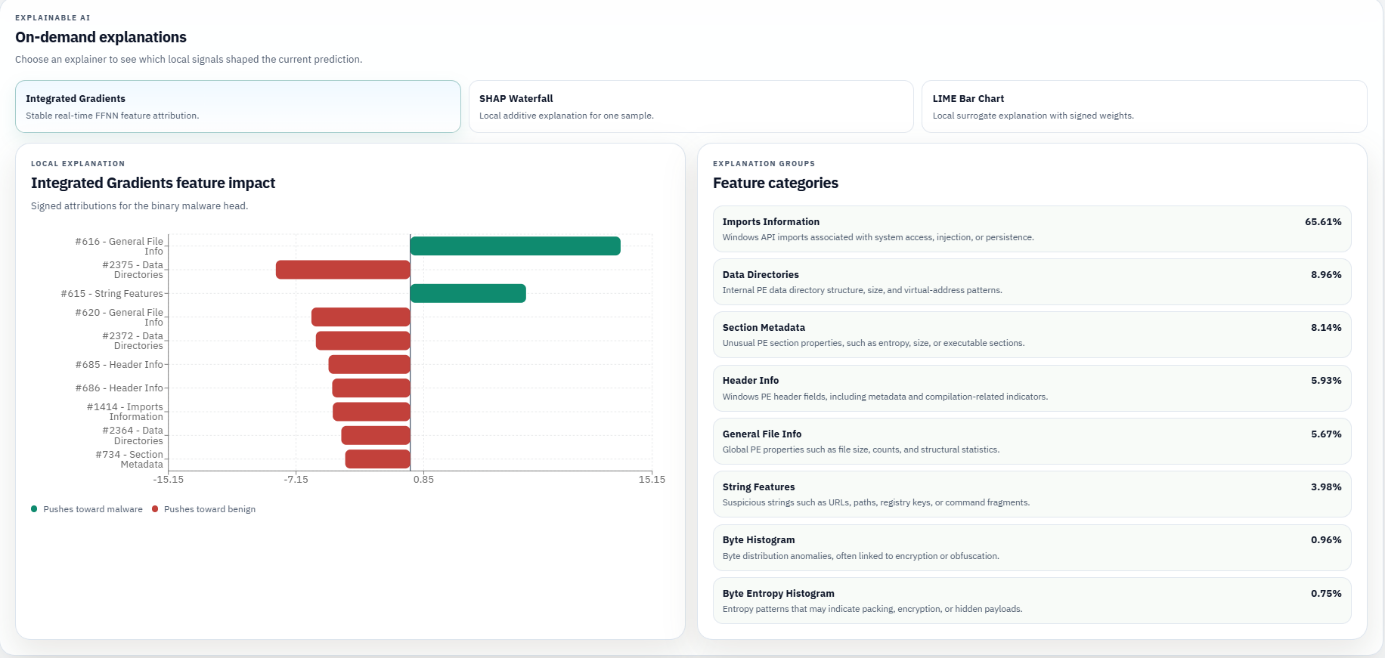 EXPLAINABLE AI
On-demand explanations
Choose an explainer to see which local signals shaped the current prediction.
Integrated Gradients
Stable real-time FFNN feature attribution.
SHAP Waterfall
Local additive explanation for one sample.
LIME Bar Chart
Local surrogate explanation with signed weights.
LOCAL EXPLANATION
Integrated Gradients feature impact
Signed attributions for the binary malware head.
#616 - General File
Info
#2375 - Data
Directories
#615 - String Features
#620 - General File
Info
#2372 - Data
Directories
#685 - Header Info
#686 - Header Info
#1414 - Imports
Information
#2364 - Data
Directories
#734 - Section
Metadata
-15.15
-7.15
0.85
15.15
Pushes toward malware
Pushes toward benign
EXPLANATION GROUPS
Feature categories
Imports Information
65.61%
Windows API imports associated with system access, injection, or persistence.
Data Directories
8.96%
Internal PE data directory structure, size, and virtual-address patterns.
Section Metadata
8.14%
Unusual PE section properties, such as entropy, size, or executable sections.
Header Info
5.93%
Windows PE header fields, including metadata and compilation-related indicators.
General File Info
5.67%
Global PE properties such as file size, counts, and structural statistics.
String Features
3.98%
Suspicious strings such as URLs, paths, registry keys, or command fragments.
Byte Histogram
0.96%
Byte distribution anomalies, often linked to encryption or obfuscation.
Byte Entropy Histogram
0.75%
Entropy patterns that may indicate packing, encryption, or hidden payloads.